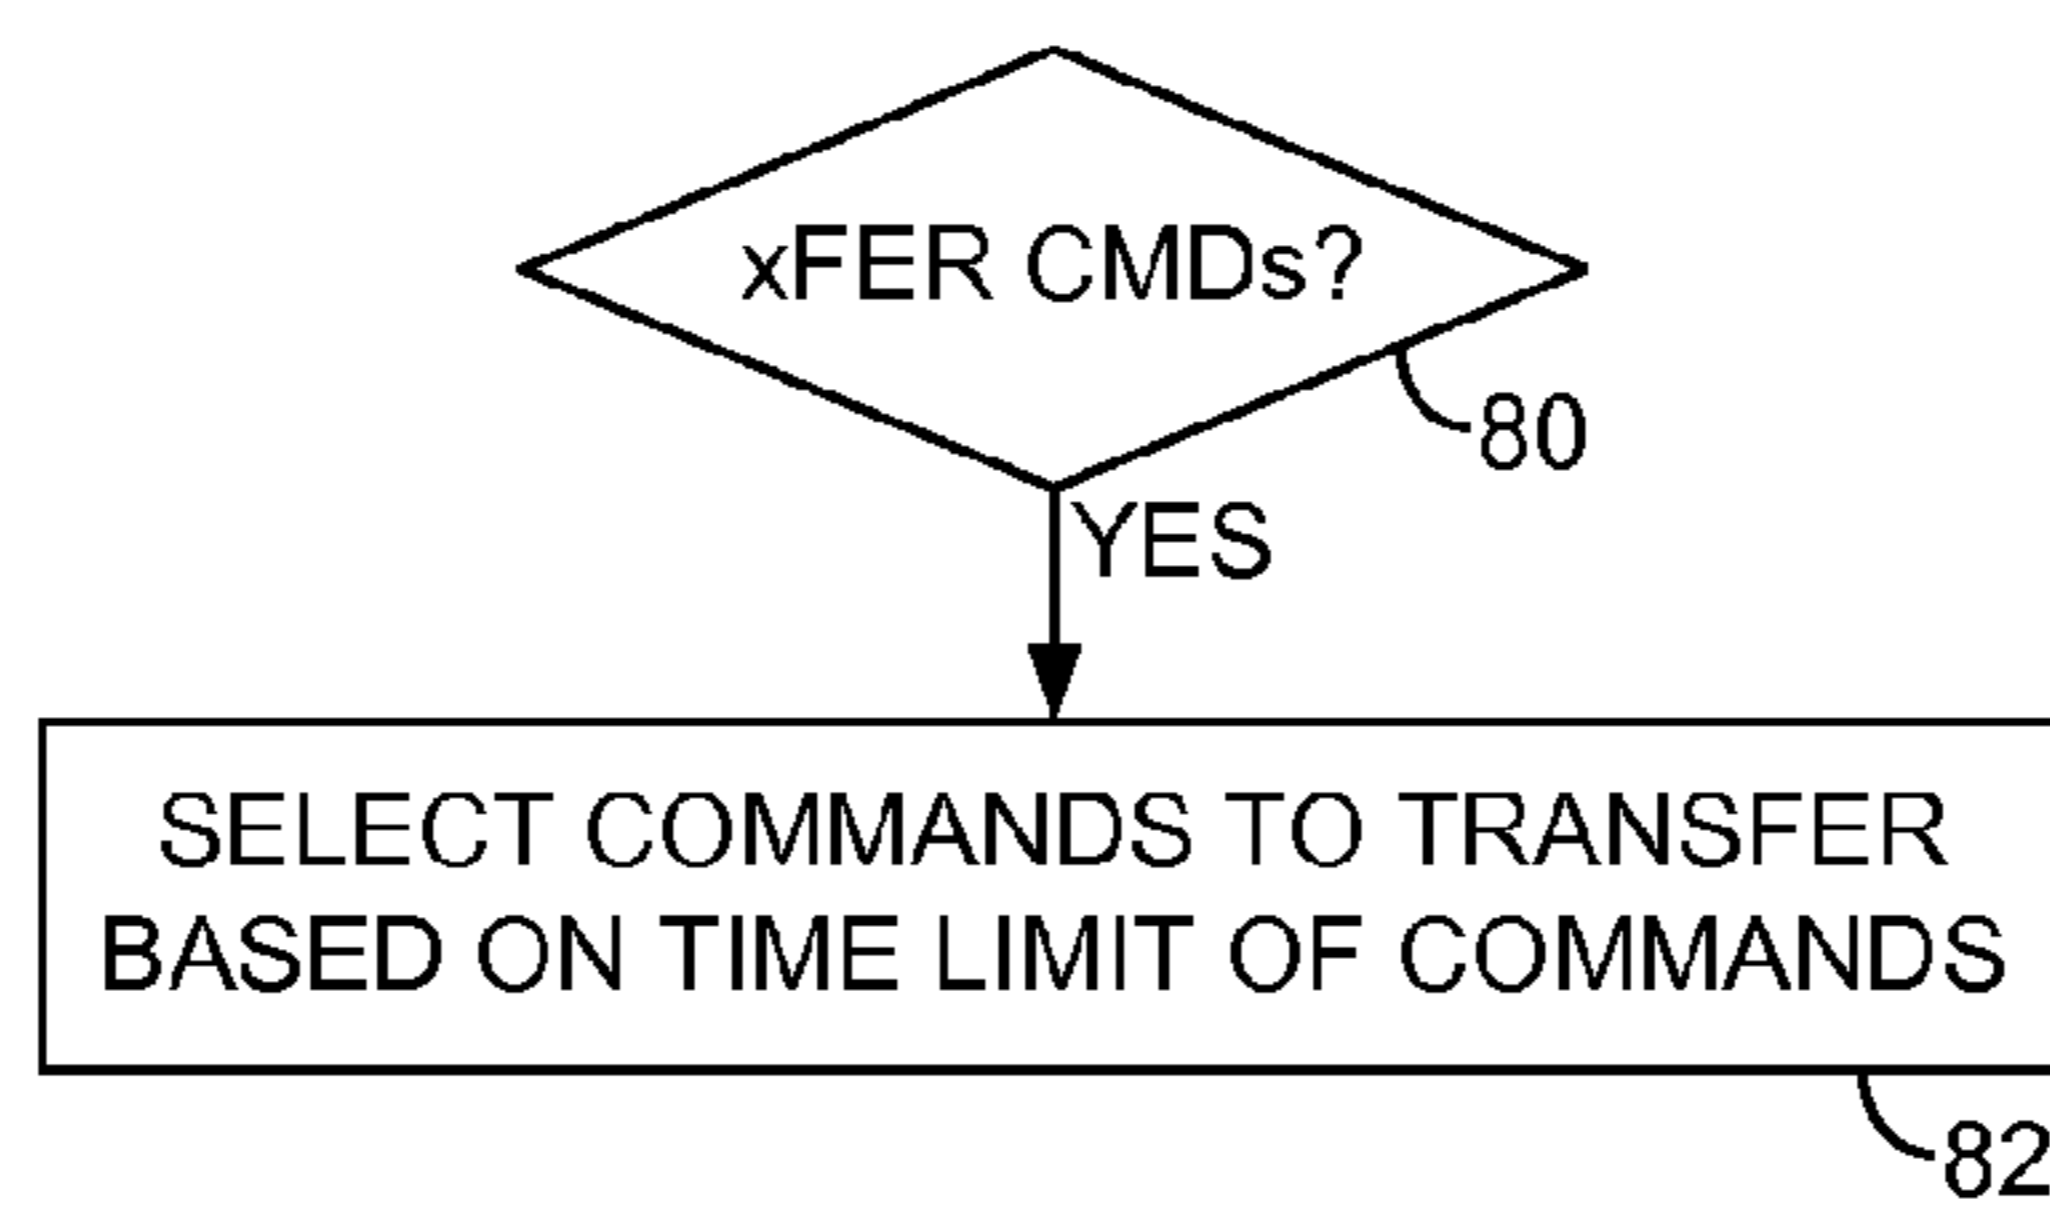 xFER CMDs?
80
YES
SELECT COMMANDS TO TRANSFER
BASED ON TIME LIMIT OF COMMANDS
82